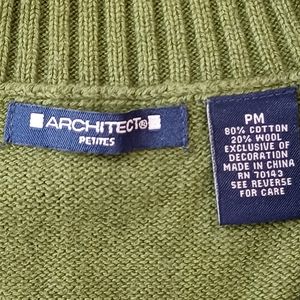 ARCHITECT®
PETITES
PM
80% COTTON
20% WOOL
EXCLUSIVE OF
DECORATION
MADE IN CHINA
RN 70143
SEE REVERSE
FOR CARE